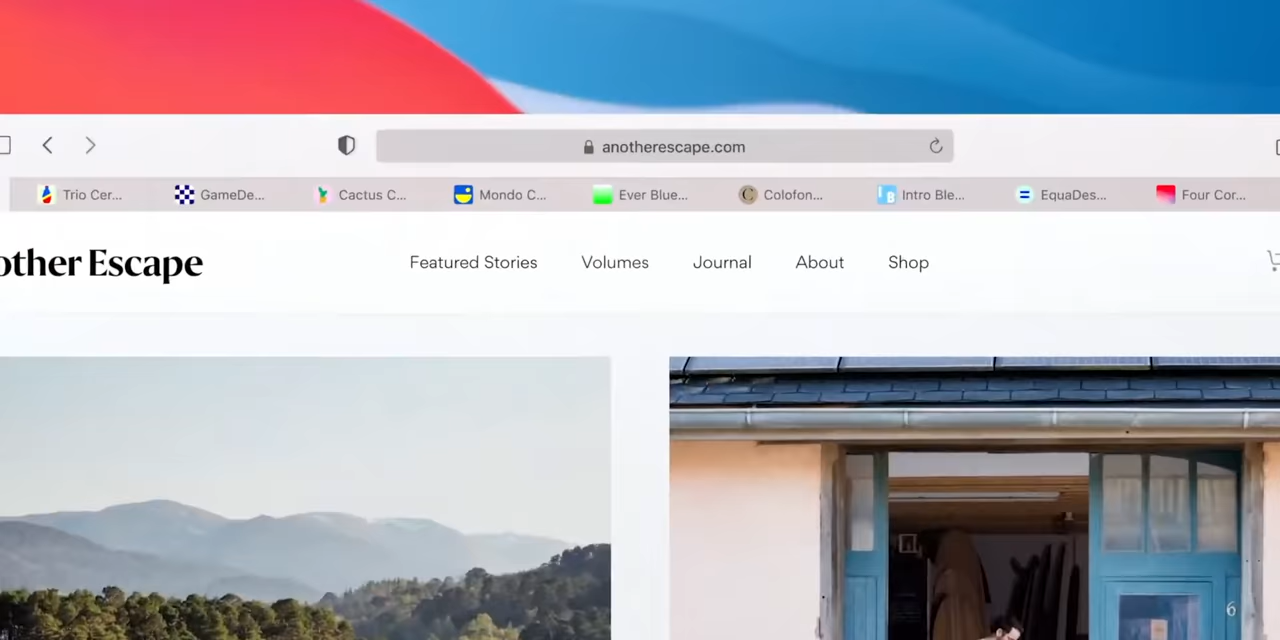 anotherescape.com
Trio Cer... GameDe... Cactus C... Mondo C... Ever Blue... Colofon... Intro Ble... EquaDes... Four Cor...
other Escape Featured Stories Volumes Journal About Shop
6